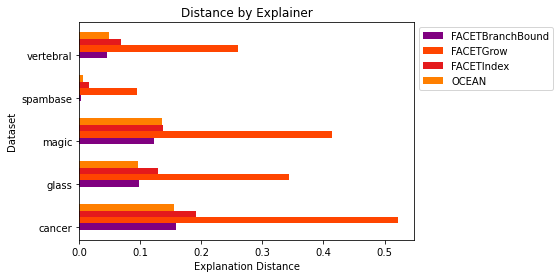 Distance by Explainer
FACETBranchBound
FACETGrow
FACETIndex
OCEAN
Dataset
vertebral
spambase
magic
glass
cancer
0.0 0.1 0.2 0.3 0.4 0.5
Explanation Distance